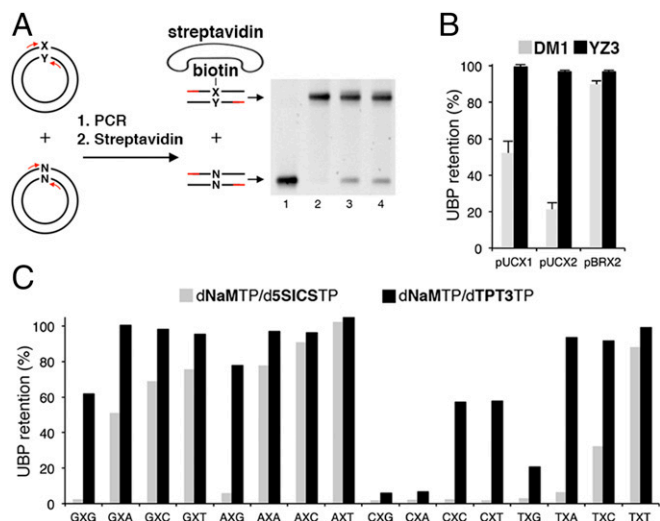 A
X
Y
+
N
N
1. PCR
2. Streptavidin
streptavidin
biotin
X
Y
+
N
N
1 2 3 4
B
DM1 YZ3
UBP retention (%)
100
80
60
40
20
0
pUCX1 pUCX2 pBRX2
C
dNaMTP/d5SICSTP dNaMTP/dTPT3TP
UBP retention (%)
100
80
60
40
20
0
GXG GXA GXC GXT AXG AXA AXC AXT CXG CXA CXC CXT TXG TXA TXC TXT